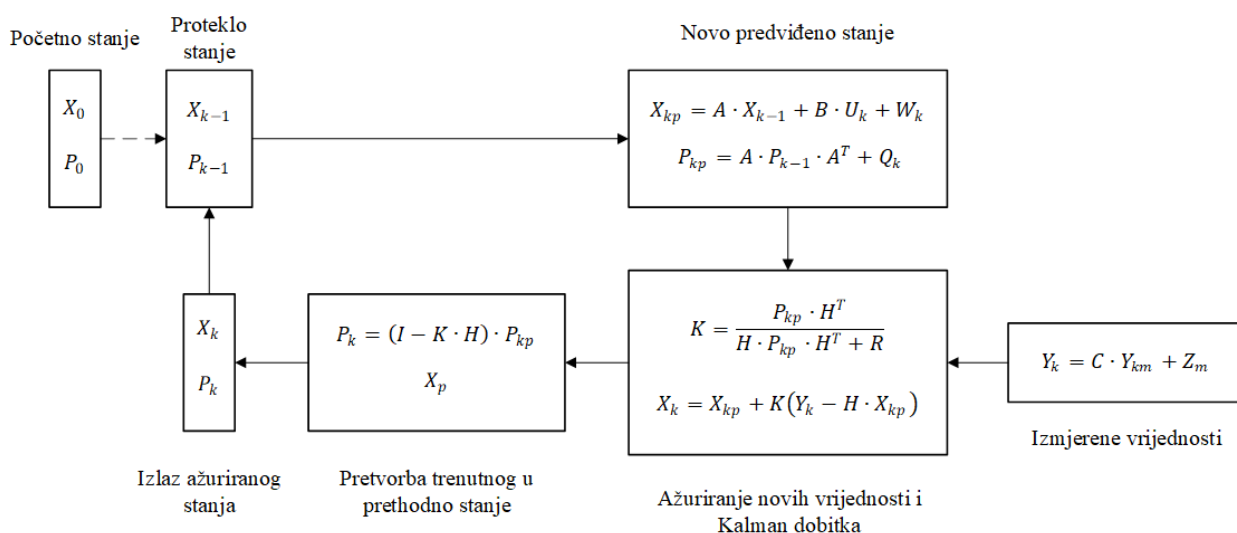 Početno stanje
Proteklo
stanje
Novo predviđeno stanje
X_0
P_0
X_{k-1}
P_{k-1}
X_{kp} = A · X_{k-1} + B · U_k + W_k
P_{kp} = A · P_{k-1} · A^T + Q_k
X_k
P_k
P_k = (I − K · H) · P_{kp}
X_p
K = \frac{P_{kp} · H^T}{H · P_{kp} · H^T + R}
X_k = X_{kp} + K(Y_k − H · X_{kp})
Y_k = C · Y_{km} + Z_m
Izmjerene vrijednosti
Izlaz ažuriranog
stanja
Pretvorba trenutnog u
prethodno stanje
Ažuriranje novih vrijednosti i
Kalman dobitka